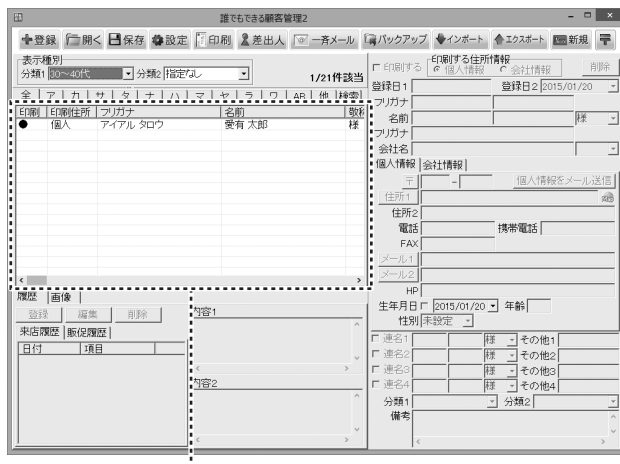 誰でもできる顧客管理2
登録 開く 保存 設定 印刷 差出人 一斉メール バックアップ インポート エクスポート 新規 〒
表示種別
分類1 30～40代 分類2 指定なし 1/21件該当
全 ア カ サ タ ナ ハ マ ヤ ラ ワ AB 他 検索
印刷 印刷住所 フリガナ 名前 敬称
● 個人 アイアル タロウ 愛有 太郎 様
履歴 画像
登録 編集 削除
来店履歴 販促履歴
日付 項目
内容1
内容2
印刷する 印刷する住所情報 個人情報 会社情報 削除
登録日1 登録日2 2015/01/20
フリガナ
名前 様
フリガナ
会社名
個人情報 会社情報
〒 - 個人情報をメール送信
住所1
住所2
電話 携帯電話
FAX
メール1
メール2
HP
生年月日 2015/01/20 年齢
性別 未設定
連名1 様 その他1
連名2 様 その他2
連名3 様 その他3
連名4 様 その他4
分類1 分類2
備考